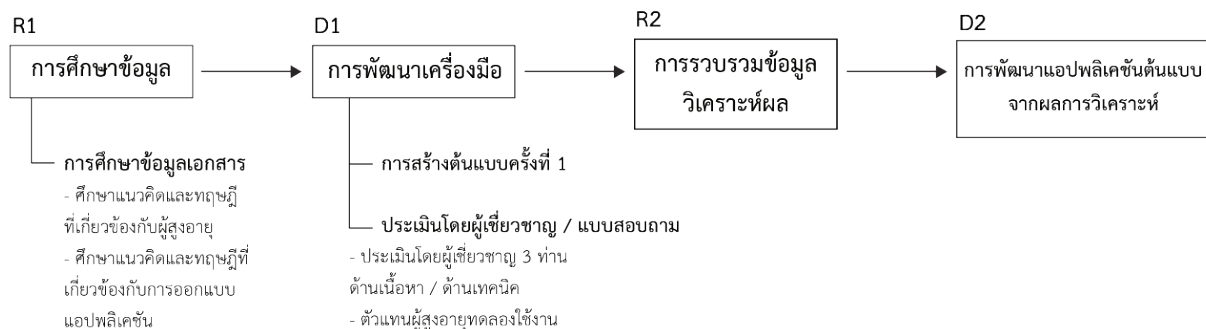 R1
การศึกษาข้อมูล
การศึกษาข้อมูลเอกสาร
- ศึกษาแนวคิดและทฤษฎี
ที่เกี่ยวข้องกับผู้สูงอายุ
- ศึกษาแนวคิดและทฤษฎีที่
เกี่ยวข้องกับการออกแบบ
แอปพลิเคชัน
D1
การพัฒนาเครื่องมือ
การสร้างต้นแบบครั้งที่ 1
ประเมินโดยผู้เชี่ยวชาญ / แบบสอบถาม
- ประเมินโดยผู้เชี่ยวชาญ 3 ท่าน
ด้านเนื้อหา / ด้านเทคนิค
- ตัวแทนผู้สูงอายุทดลองใช้งาน
R2
การรวบรวมข้อมูล
วิเคราะห์ผล
D2
การพัฒนาแอปพลิเคชันต้นแบบ
จากผลการวิเคราะห์